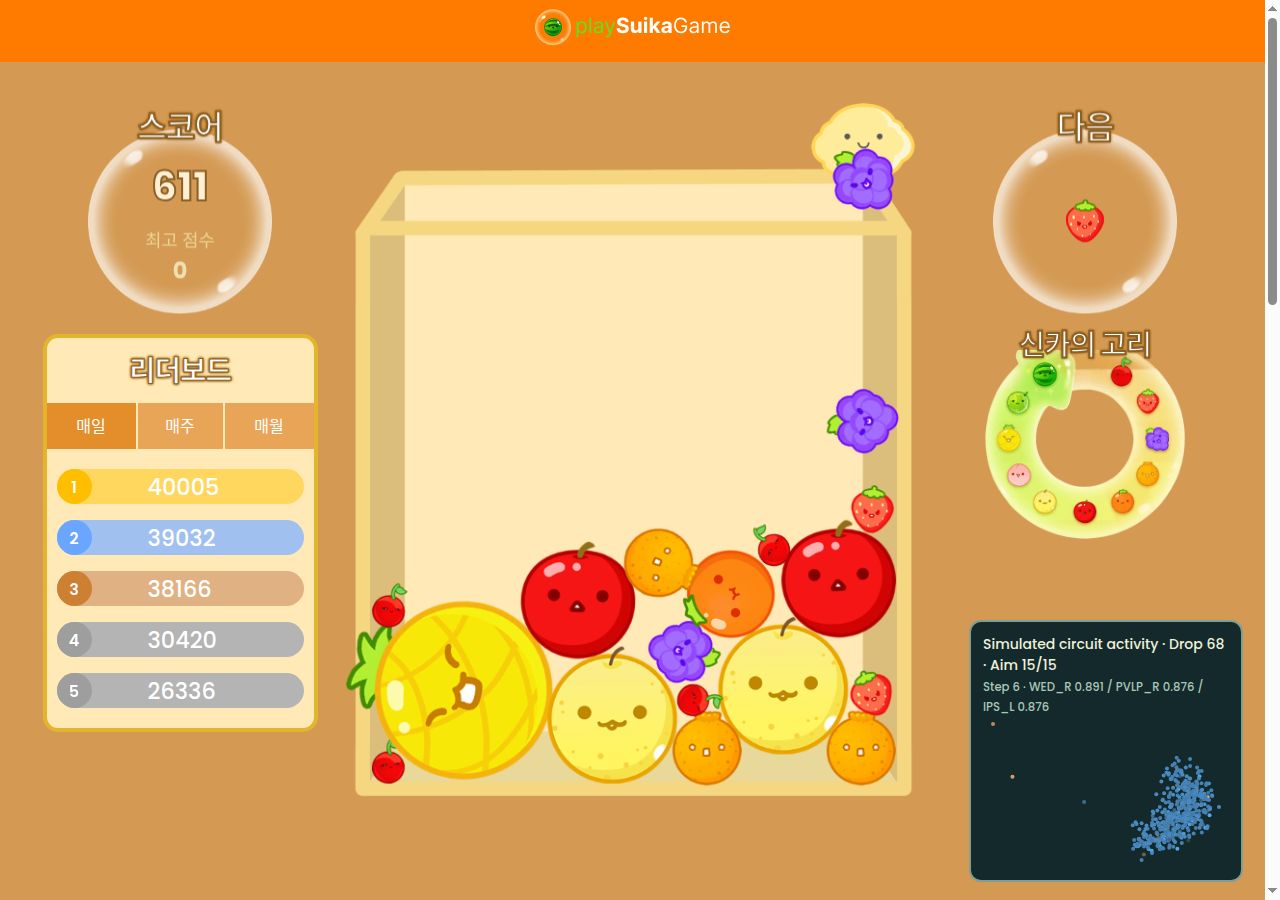 playSuikaGame
스코어
611
최고 점수
0
리더보드
매일 매주 매월
1 40005
2 39032
3 38166
4 30420
5 26336
다음
신카의 고리
Simulated circuit activity · Drop 68
· Aim 15/15
Step 6 · WED_R 0.891 / PVLP_R 0.876 /
IPS_L 0.876